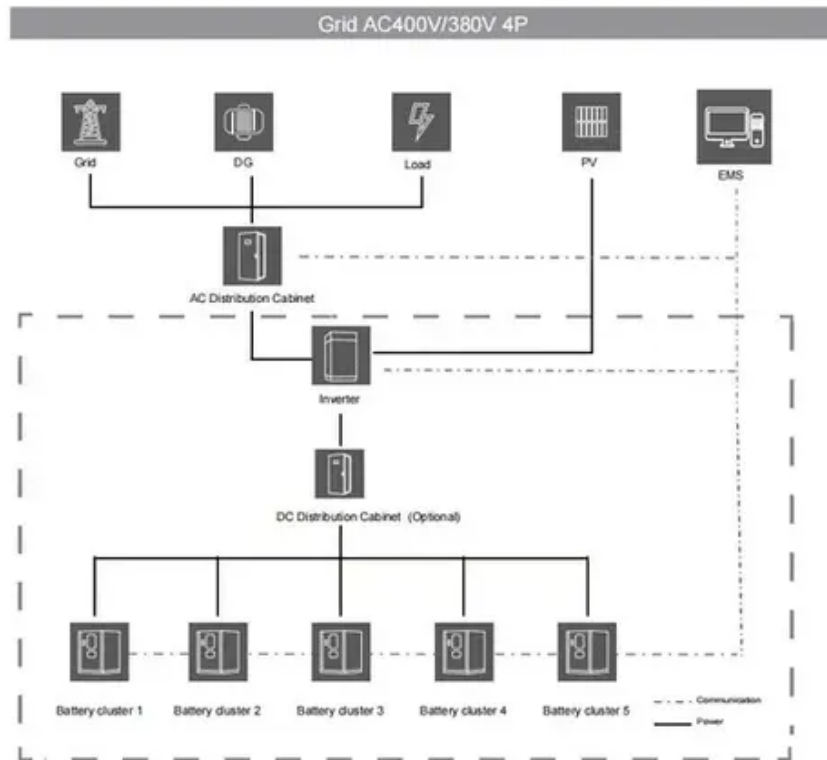 Grid AC400V/380V 4P
Grid
DG
Load
PV
EMS
AC Distribution Cabinet
Inverter
DC Distribution Cabinet (Optional)
Battery cluster 1
Battery cluster 2
Battery cluster 3
Battery cluster 4
Battery cluster 5
Communication
Power